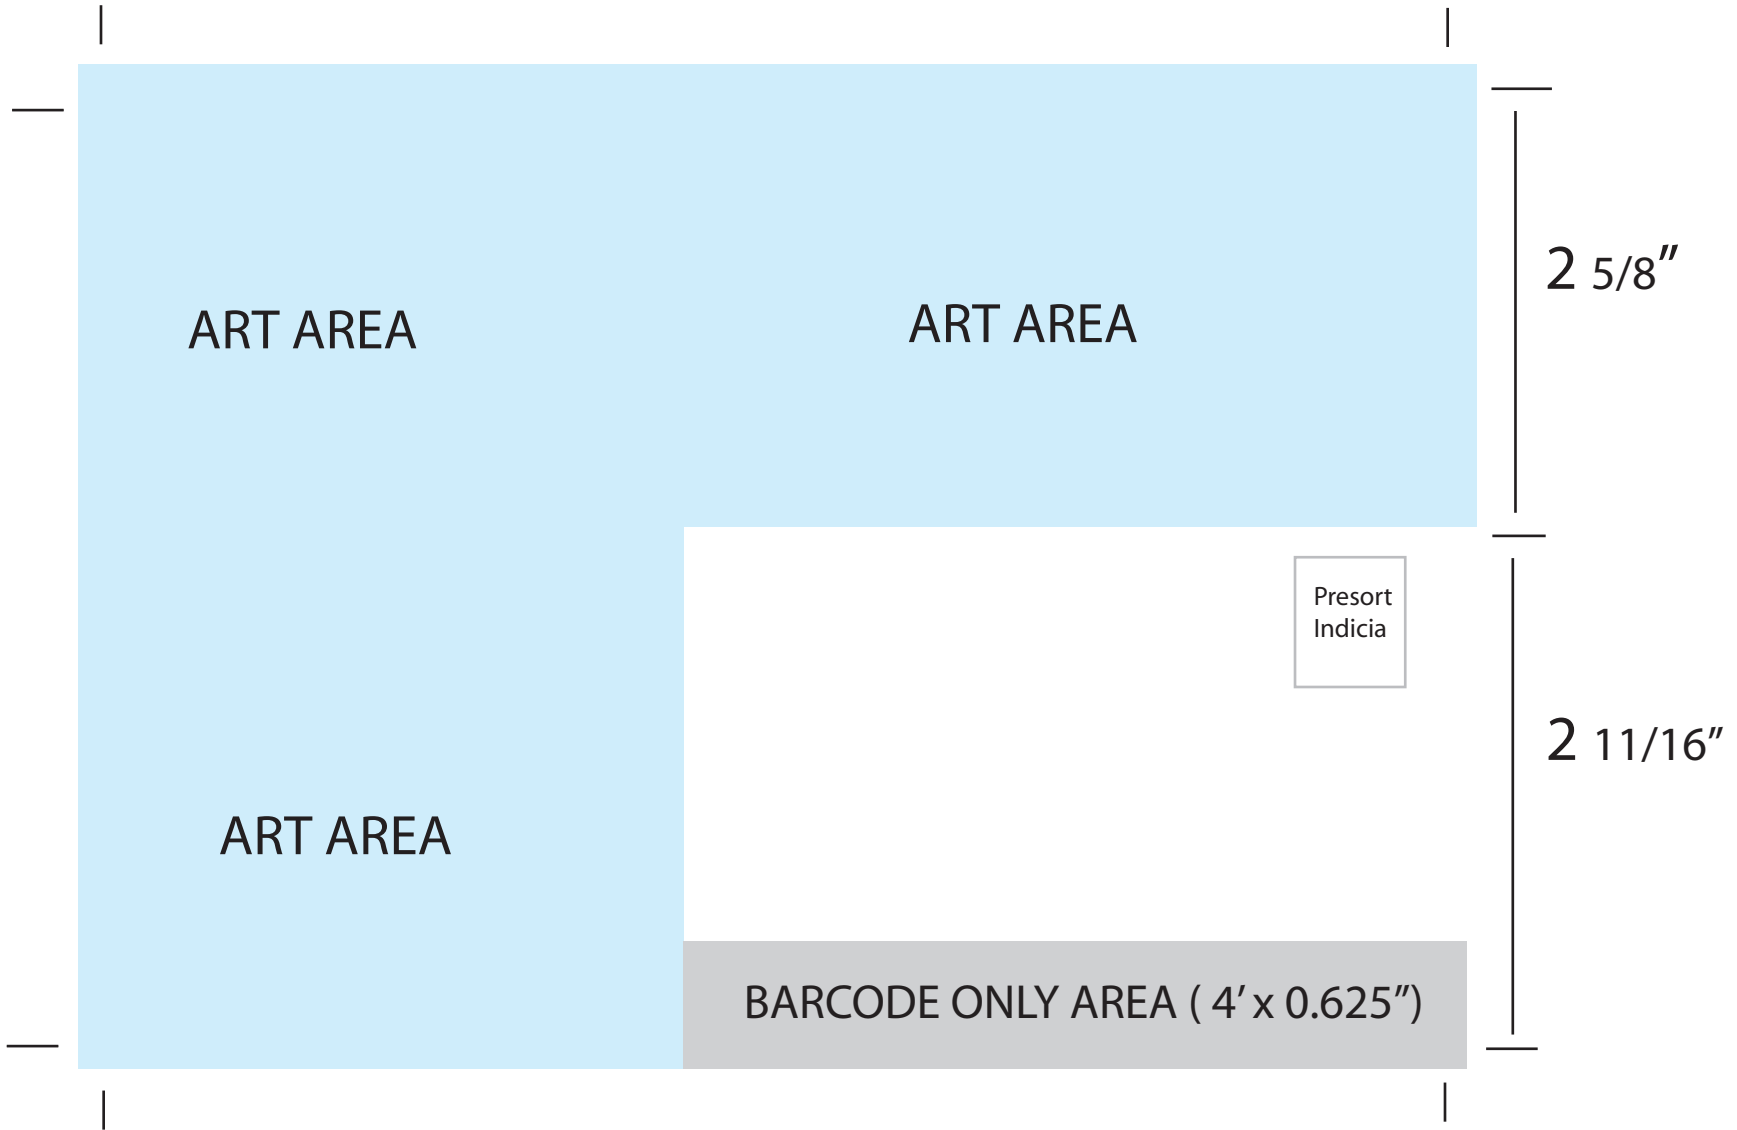 ART AREA
ART AREA
2 5/8”
Presort
Indicia
2 11/16”
ART AREA
BARCODE ONLY AREA ( 4’ x 0.625”)